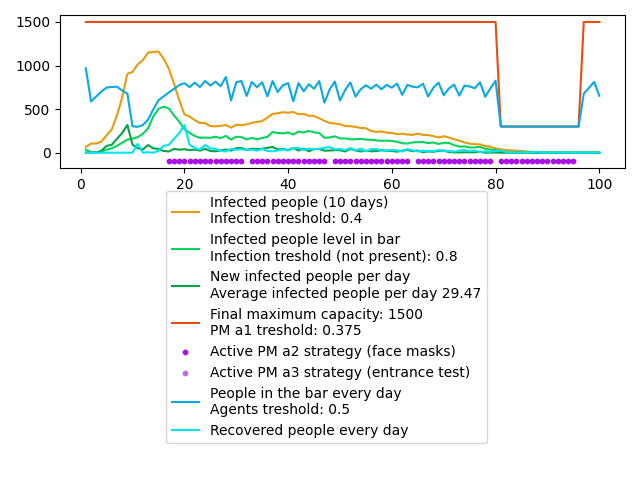 1500
1000
500
0
0 20 40 60 80 100
Infected people (10 days)
Infection treshold: 0.4
Infected people level in bar
Infection treshold (not present): 0.8
New infected people per day
Average infected people per day 29.47
Final maximum capacity: 1500
PM a1 treshold: 0.375
Active PM a2 strategy (face masks)
Active PM a3 strategy (entrance test)
People in the bar every day
Agents treshold: 0.5
Recovered people every day